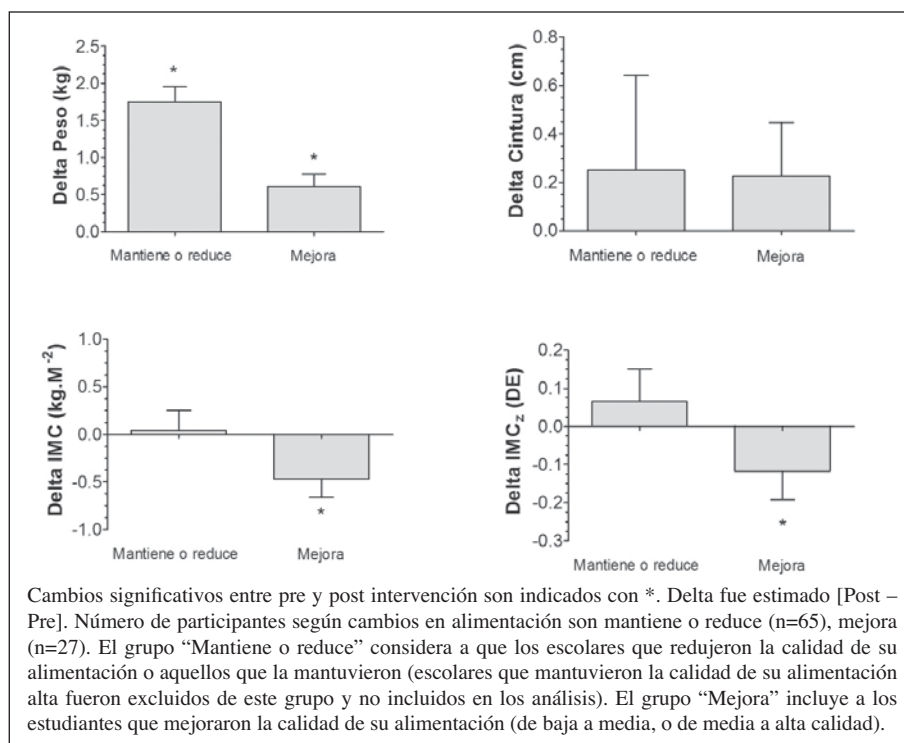 Delta Peso (kg)
2.5
2.0
1.5
1.0
0.5
0.0
*
*
Mantiene o reduce
Mejora
Delta Cintura (cm)
0.8
0.6
0.4
0.2
0.0
Mantiene o reduce
Mejora
Delta IMC (kg.M⁻²)
1.0
0.5
0.0
-0.5
-1.0
*
Mantiene o reduce
Mejora
Delta IMCz (DE)
0.2
0.1
0.0
-0.1
-0.2
-0.3
*
Mantiene o reduce
Mejora
Cambios significativos entre pre y post intervención son indicados con *. Delta fue estimado [Post –
Pre]. Número de participantes según cambios en alimentación son mantiene o reduce (n=65), mejora
(n=27). El grupo “Mantiene o reduce” considera a que los escolares que redujeron la calidad de su
alimentación o aquellos que la mantuvieron (escolares que mantuvieron la calidad de su alimentación
alta fueron excluidos de este grupo y no incluidos en los análisis). El grupo “Mejora” incluye a los
estudiantes que mejoraron la calidad de su alimentación (de baja a media, o de media a alta calidad).